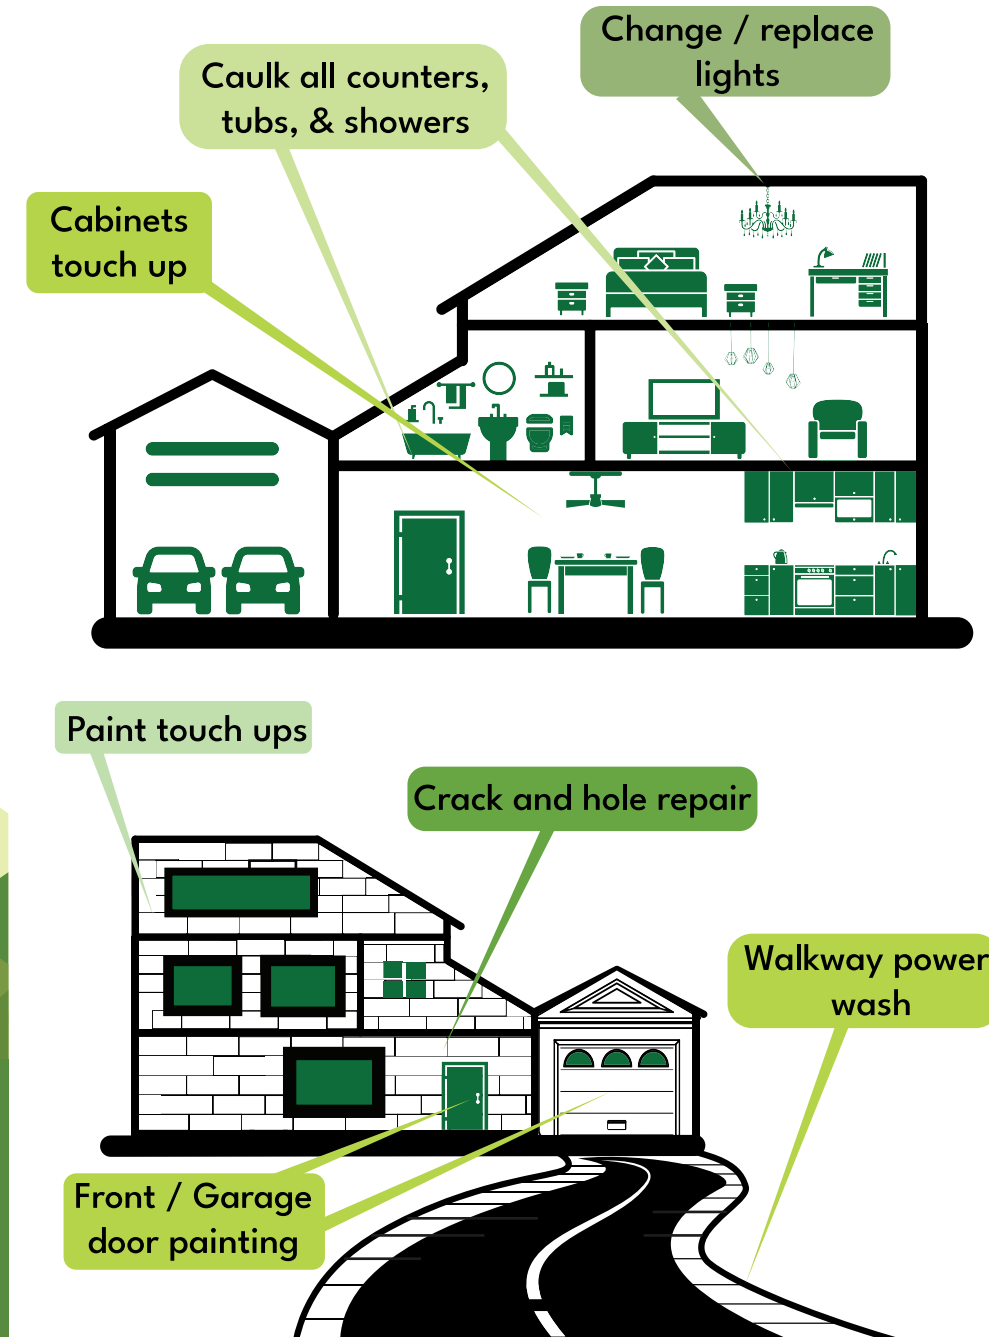 Change / replace
lights
Caulk all counters,
tubs, & showers
Cabinets
touch up
Paint touch ups
Crack and hole repair
Walkway power
wash
Front / Garage
door painting